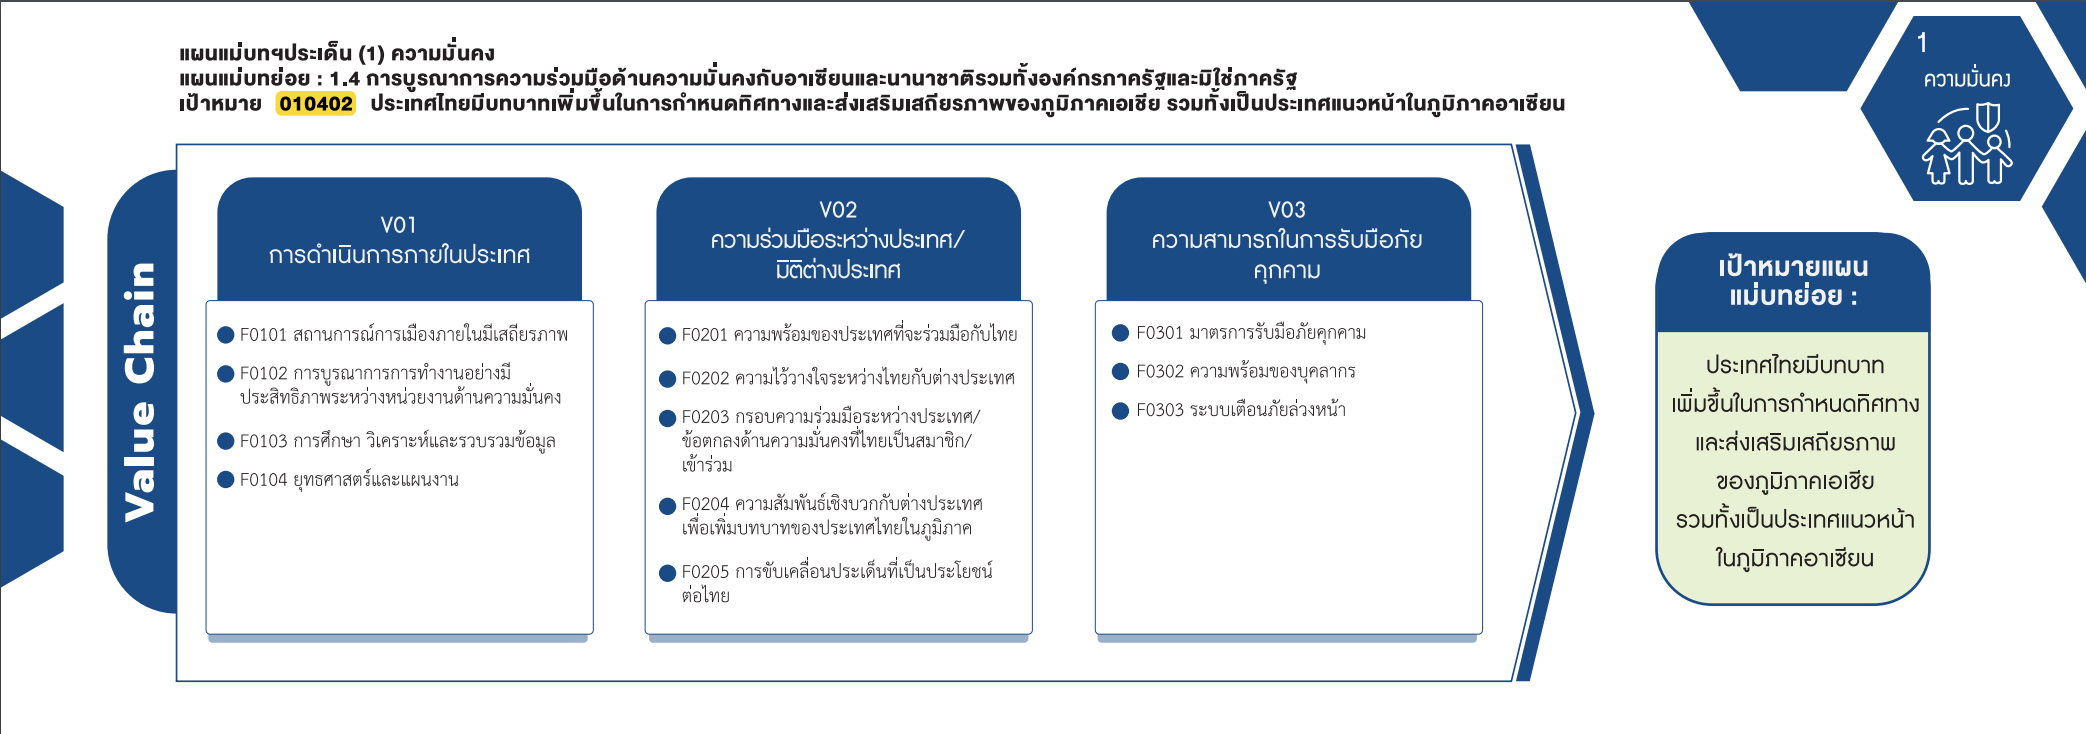 แผนแม่บทฯประเด็น (1) ความมั่นคง
แผนแม่บทย่อย : 1.4 การบูรณาการความร่วมมือด้านความมั่นคงกับอาเซียนและนานาชาติรวมทั้งองค์กรภาครัฐและมิใช่ภาครัฐ
เป้าหมาย 010402 ประเทศไทยมีบทบาทเพิ่มขึ้นในการกำหนดทิศทางและส่งเสริมเสถียรภาพของภูมิภาคเอเชีย รวมทั้งเป็นประเทศแนวหน้าในภูมิภาคอาเซียน
1
ความมั่นคง
Value Chain
V01
การดำเนินการภายในประเทศ
F0101 สถานการณ์การเมืองภายในมีเสถียรภาพ
F0102 การบูรณาการการทำงานอย่างมี
ประสิทธิภาพระหว่างหน่วยงานด้านความมั่นคง
F0103 การศึกษา วิเคราะห์และรวบรวมข้อมูล
F0104 ยุทธศาสตร์และแผนงาน
V02
ความร่วมมือระหว่างประเทศ/
มิติต่างประเทศ
F0201 ความพร้อมของประเทศที่จะร่วมมือกับไทย
F0202 ความไว้วางใจระหว่างไทยกับต่างประเทศ
F0203 กรอบความร่วมมือระหว่างประเทศ/
ข้อตกลงด้านความมั่นคงที่ไทยเป็นสมาชิก/
เข้าร่วม
F0204 ความสัมพันธ์เชิงบวกกับต่างประเทศ
เพื่อเพิ่มบทบาทของประเทศไทยในภูมิภาค
F0205 การขับเคลื่อนประเด็นที่เป็นประโยชน์
ต่อไทย
V03
ความสามารถในการรับมือภัย
คุกคาม
F0301 มาตรการรับมือภัยคุกคาม
F0302 ความพร้อมของบุคลากร
F0303 ระบบเตือนภัยล่วงหน้า
เป้าหมายแผน
แม่บทย่อย :
ประเทศไทยมีบทบาท
เพิ่มขึ้นในการกำหนดทิศทาง
และส่งเสริมเสถียรภาพ
ของภูมิภาคเอเชีย
รวมทั้งเป็นประเทศแนวหน้า
ในภูมิภาคอาเซียน